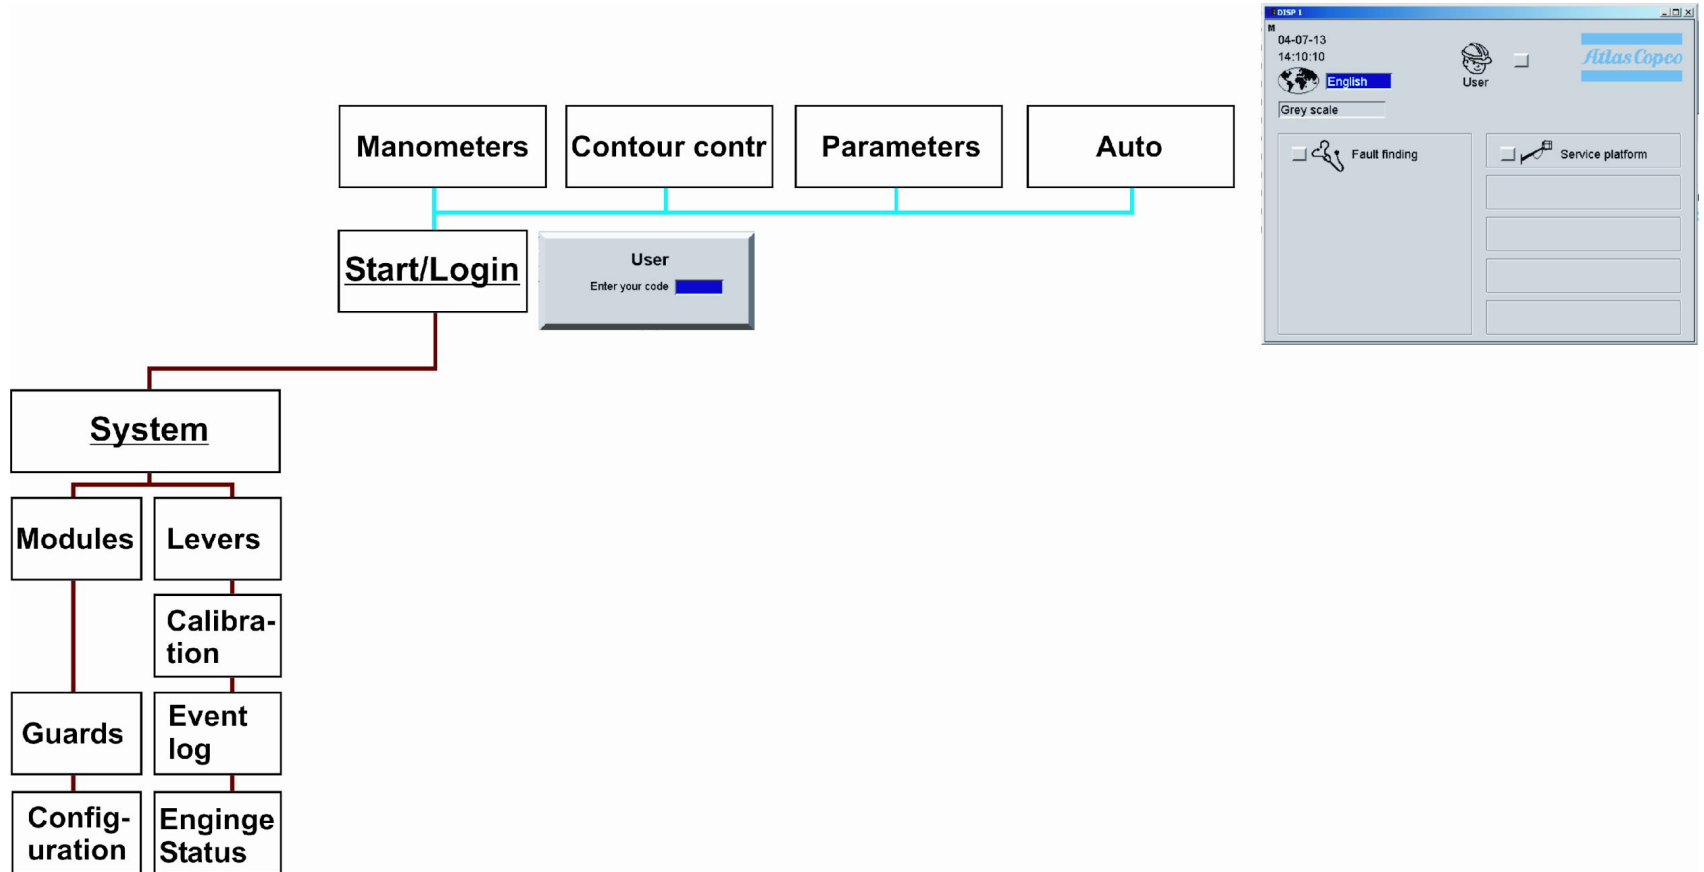 DISP 1
M
04-07-13
14:10:10
English
User
Atlas Copco
Grey scale
Fault finding
Service platform
Manometers
Contour contr
Parameters
Auto
Start/Login
User
Enter your code
System
Modules
Levers
Calibra-
tion
Guards
Event
log
Config-
uration
Enginge
Status